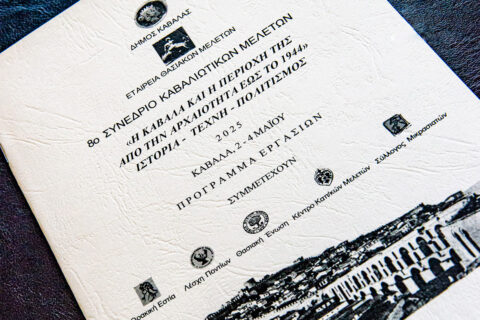 ΔΗΜΟΣ ΚΑΒΑΛΑΣ
ΕΤΑΙΡΕΙΑ ΘΑΣΙΑΚΩΝ ΜΕΛΕΤΩΝ
8ο ΣΥΝΕΔΡΙΟ ΚΑΒΑΛΙΩΤΙΚΩΝ ΜΕΛΕΤΩΝ
«Η ΚΑΒΑΛΑ ΚΑΙ Η ΠΕΡΙΟΧΗ ΤΗΣ
ΑΠΟ ΤΗΝ ΑΡΧΑΙΟΤΗΤΑ ΕΩΣ ΤΟ 1944»
ΙΣΤΟΡΙΑ - ΤΕΧΝΗ - ΠΟΛΙΤΙΣΜΟΣ
2025
ΚΑΒΑΛΑ, 2-4 ΜΑΪΟΥ
ΠΡΟΓΡΑΜΜΑ ΕΡΓΑΣΙΩΝ
ΣΥΜΜΕΤΕΧΟΥΝ
Θρακική Εστία
Λέσχη Ποντίων
Θασιακή Ένωση
Κέντρο Καπνικών Μελετών
Σύλλογος Μικρασιατών